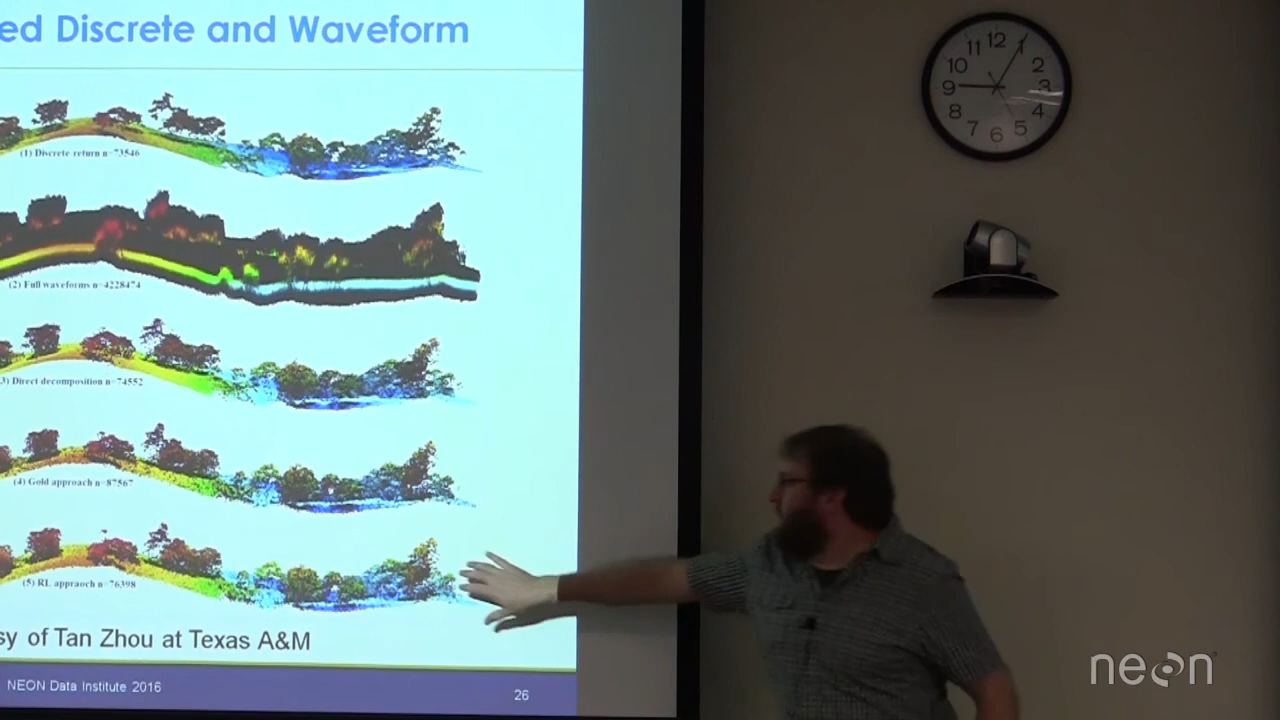 ed Discrete and Waveform
(1) Discrete return n=73546
(2) Full waveforms n=4228474
3) Direct decomposition n=74552
(4) Gold approach n=87567
(5) RL appraoch n=76398
sy of Tan Zhou at Texas A&M
NEON Data Institute 2016
26
12
11
1
10
2
9
3
8
4
7
5
6
neon